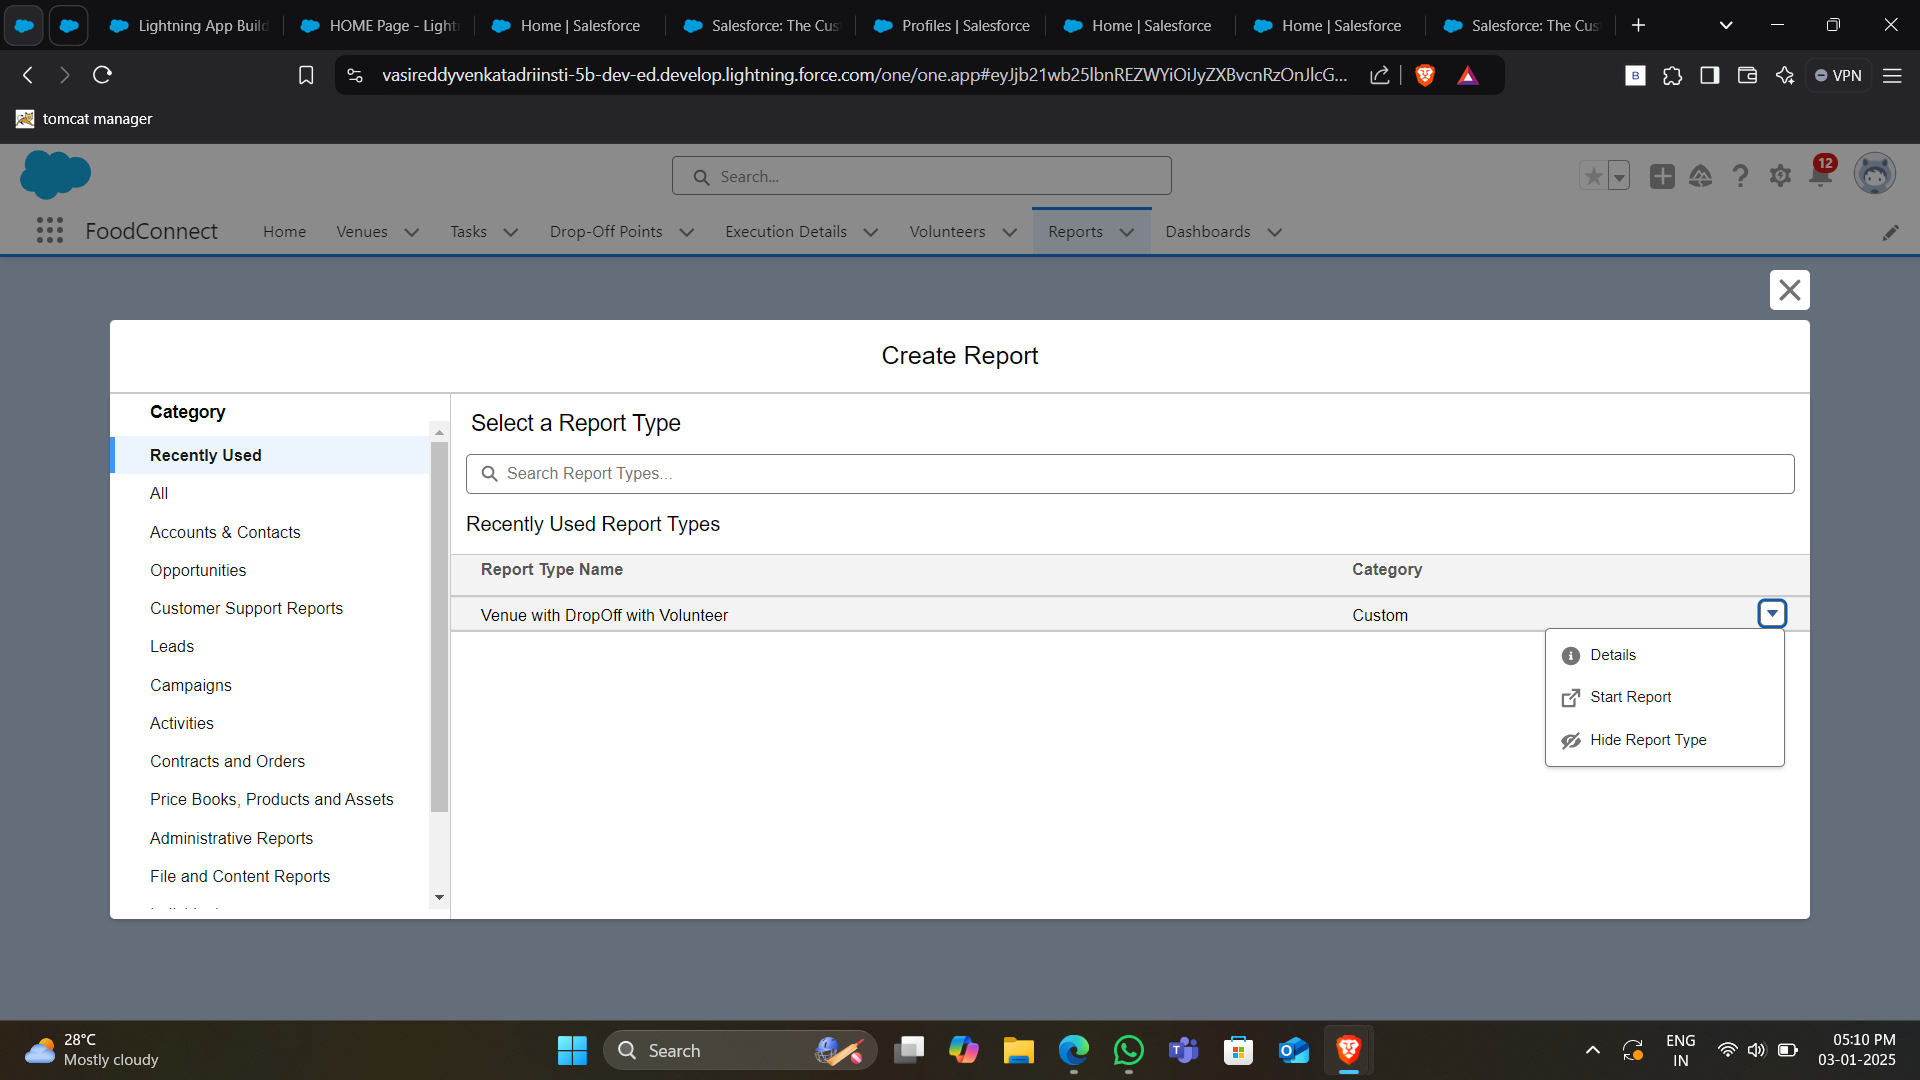 Lightning App Build
HOME Page - Light
Home | Salesforce
Salesforce: The Cus
Profiles | Salesforce
Home | Salesforce
Home | Salesforce
Salesforce: The Cus
vasireddyvenkatadriinsti-5b-dev-ed.develop.lightning.force.com/one/one.app#eyJjb21wb25lbnREZWYiOiJyZXBvcnRzOnJlcG...
B
VPN
tomcat manager
Search...
12
FoodConnect
Home
Venues
Tasks
Drop-Off Points
Execution Details
Volunteers
Reports
Dashboards
Create Report
Category
Recently Used
All
Accounts & Contacts
Opportunities
Customer Support Reports
Leads
Campaigns
Activities
Contracts and Orders
Price Books, Products and Assets
Administrative Reports
File and Content Reports
Select a Report Type
Search Report Types...
Recently Used Report Types
Report Type Name Category
Venue with DropOff with Volunteer Custom
Details
Start Report
Hide Report Type
28°C
Mostly cloudy
Search
ENG
IN
05:10 PM
03-01-2025